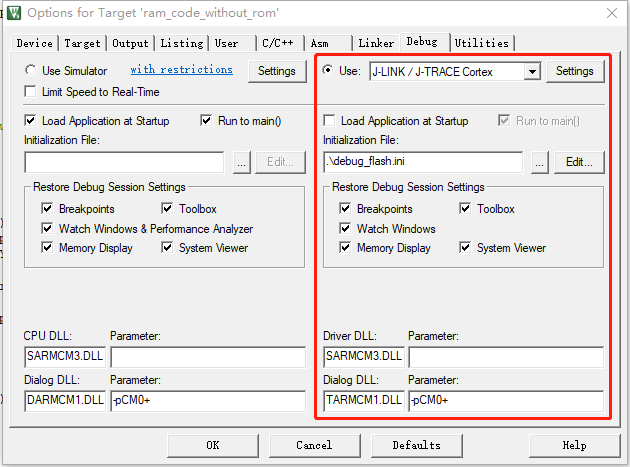 Options for Target 'ram_code_without_rom'
Device Target Output Listing User C/C++ Asm Linker Debug Utilities
Use Simulator with restrictions Settings
Limit Speed to Real-Time
Load Application at Startup Run to main()
Initialization File:
... Edit...
Restore Debug Session Settings
Breakpoints Toolbox
Watch Windows & Performance Analyzer
Memory Display System Viewer
CPU DLL: Parameter:
SARMCM3.DLL
Dialog DLL: Parameter:
DARMCM1.DLL -pCM0+
Use: J-LINK / J-TRACE Cortex Settings
Load Application at Startup Run to main()
Initialization File:
.\debug_flash.ini ... Edit...
Restore Debug Session Settings
Breakpoints Toolbox
Watch Windows
Memory Display System Viewer
Driver DLL: Parameter:
SARMCM3.DLL
Dialog DLL: Parameter:
TARMCM1.DLL -pCM0+
OK Cancel Defaults Help